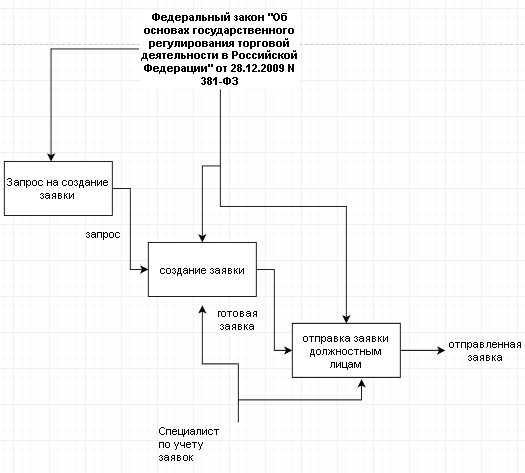 Федеральный закон "Об
основах государственного
регулирования торговой
деятельности в Российской
Федерации" от 28.12.2009 N
381-ФЗ
Запрос на создание
заявки
запрос
создание заявки
готовая
заявка
отправка заявки
должностным
лицам
отправленная
заявка
Специалист
по учету
заявок